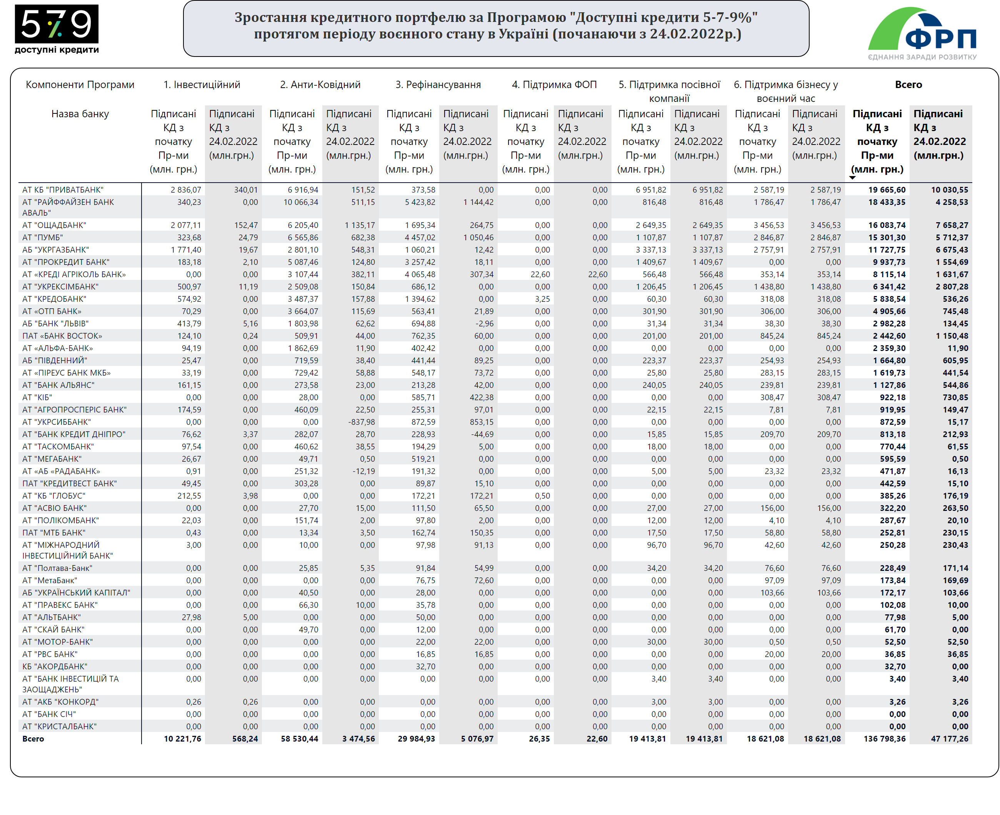 5 7 9
доступні кредити
Зростання кредитного портфелю за Програмою "Доступні кредити 5-7-9%"
протягом періоду воєнного стану в Україні (починаючи з 24.02.2022р.)
ФРП
ЄДНАННЯ ЗАРАДИ РОЗВИТКУ
Компоненти Програми 1. Інвестиційний 2. Анти-Ковідний 3. Рефінансування 4. Підтримка ФОП 5. Підтримка посівної 6. Підтримка бізнесу у Всего
компанії воєнний час
Назва банку Підписані Підписані Підписані Підписані Підписані Підписані Підписані Підписані Підписані Підписані Підписані Підписані Підписані Підписані
КД з КД з КД з КД з КД з КД з КД з КД з КД з КД з КД з КД з КД з КД з
початку 24.02.2022 початку 24.02.2022 початку 24.02.2022 початку 24.02.2022 початку 24.02.2022 початку 24.02.2022 початку 24.02.2022
Пр-ми (млн.грн.) Пр-ми (млн.грн.) Пр-ми (млн.грн.) Пр-ми (млн.грн.) Пр-ми (млн.грн.) Пр-ми (млн.грн.) Пр-ми (млн.грн.)
(млн. грн.) (млн. грн.) (млн. грн.) (млн. грн.) (млн. грн.) (млн. грн.) (млн. грн.)
АТ КБ "ПРИВАТБАНК" 2 836,07 340,01 6 916,94 151,52 373,58 0,00 0,00 0,00 6 951,82 6 951,82 2 587,19 2 587,19 19 665,60 10 030,55
АТ "РАЙФФАЙЗЕН БАНК 340,23 0,00 10 066,34 511,15 5 423,82 1 144,42 0,00 0,00 816,48 816,48 1 786,47 1 786,47 18 433,35 4 258,53
АВАЛЬ"
АТ "ОЩАДБАНК" 2 077,11 152,47 6 205,40 1 135,17 1 695,34 264,75 0,00 0,00 2 649,35 2 649,35 3 456,53 3 456,53 16 083,74 7 658,27
АТ "ПУМБ" 323,68 24,79 6 565,86 682,38 4 457,02 1 050,46 0,00 0,00 1 107,87 1 107,87 2 846,87 2 846,87 15 301,30 5 712,37
АБ "УКРГАЗБАНК" 1 771,40 19,67 2 801,10 548,31 1 060,21 12,42 0,00 0,00 3 337,13 3 337,13 2 757,91 2 757,91 11 727,75 6 675,43
АТ "ПРОКРЕДИТ БАНК" 183,18 2,10 5 087,46 124,80 3 257,42 18,11 0,00 0,00 1 409,67 1 409,67 0,00 0,00 9 937,73 1 554,69
АТ «КРЕДІ АГРІКОЛЬ БАНК» 0,00 0,00 3 107,44 382,11 4 065,48 307,34 22,60 22,60 566,48 566,48 353,14 353,14 8 115,14 1 631,67
АТ "УКРЕКСІМБАНК" 500,97 11,19 2 509,08 150,84 686,12 0,00 0,00 0,00 1 206,45 1 206,45 1 438,80 1 438,80 6 341,42 2 807,28
АТ "КРЕДОБАНК" 574,92 0,00 3 487,37 157,88 1 394,62 0,00 3,25 0,00 60,30 60,30 318,08 318,08 5 838,54 536,26
АТ «ОТП БАНК» 70,29 0,00 3 664,07 115,69 563,41 21,89 0,00 0,00 301,90 301,90 306,00 306,00 4 905,66 745,48
АБ "БАНК "ЛЬВІВ" 413,79 5,16 1 803,98 62,62 694,88 -2,96 0,00 0,00 31,34 31,34 38,30 38,30 2 982,28 134,45
ПАТ «БАНК ВОСТОК» 124,10 0,24 509,91 44,00 762,35 60,00 0,00 0,00 201,00 201,00 845,24 845,24 2 442,60 1 150,48
АТ «АЛЬФА-БАНК» 94,19 0,00 1 862,69 11,90 402,42 0,00 0,00 0,00 0,00 0,00 0,00 0,00 2 359,30 11,90
АБ "ПІВДЕННИЙ" 25,47 0,00 719,59 38,40 441,44 89,25 0,00 0,00 223,37 223,37 254,93 254,93 1 664,80 605,95
АТ «ПІРЕУС БАНК МКБ» 33,19 0,00 729,42 58,88 548,17 73,72 0,00 0,00 25,80 25,80 283,15 283,15 1 619,73 441,54
АТ "БАНК АЛЬЯНС" 161,15 0,00 273,58 23,00 213,28 42,00 0,00 0,00 240,05 240,05 239,81 239,81 1 127,86 544,86
АТ "КІБ" 0,00 0,00 28,00 0,00 585,71 422,38 0,00 0,00 0,00 0,00 308,47 308,47 922,18 730,85
АТ "АГРОПРОСПЕРІС БАНК" 174,59 0,00 460,09 22,50 255,31 97,01 0,00 0,00 22,15 22,15 7,81 7,81 919,95 149,47
АТ "УКРСИББАНК" 0,00 0,00 0,00 -837,98 872,59 853,15 0,00 0,00 0,00 0,00 0,00 0,00 872,59 15,17
АТ "БАНК КРЕДИТ ДНІПРО" 76,62 3,37 282,07 28,70 228,93 -44,69 0,00 0,00 15,85 15,85 209,70 209,70 813,18 212,93
АТ "ТАСКОМБАНК" 97,54 0,00 460,62 38,55 194,29 5,00 0,00 0,00 18,00 18,00 0,00 0,00 770,44 61,55
АТ "МЕГАБАНК" 26,67 0,00 49,71 0,50 519,21 0,00 0,00 0,00 0,00 0,00 0,00 0,00 595,59 0,50
АТ «АБ «РАДАБАНК» 0,91 0,00 251,32 -12,19 191,32 0,00 0,00 0,00 5,00 5,00 23,32 23,32 471,87 16,13
ПАТ "КРЕДИТВЕСТ БАНК" 49,45 0,00 303,28 0,00 89,87 15,10 0,00 0,00 0,00 0,00 0,00 0,00 442,59 15,10
АТ "КБ "ГЛОБУС" 212,55 3,98 0,00 0,00 172,21 172,21 0,50 0,00 0,00 0,00 0,00 0,00 385,26 176,19
АТ "АСВІО БАНК" 0,00 0,00 27,70 15,00 111,50 65,50 0,00 0,00 27,00 27,00 156,00 156,00 322,20 263,50
АТ "ПОЛІКОМБАНК" 22,03 0,00 151,74 2,00 97,80 2,00 0,00 0,00 12,00 12,00 4,10 4,10 287,67 20,10
ПАТ "МТБ БАНК" 0,43 0,00 13,34 3,50 162,74 150,35 0,00 0,00 17,50 17,50 58,80 58,80 252,81 230,15
АТ "МІЖНАРОДНИЙ 3,00 0,00 10,00 0,00 97,98 91,13 0,00 0,00 96,70 96,70 42,60 42,60 250,28 230,43
ІНВЕСТИЦІЙНИЙ БАНК"
АТ "Полтава-Банк" 0,00 0,00 25,85 5,35 91,84 54,99 0,00 0,00 34,20 34,20 76,60 76,60 228,49 171,14
АТ "МетаБанк" 0,00 0,00 0,00 0,00 76,75 72,60 0,00 0,00 0,00 0,00 97,09 97,09 173,84 169,69
АБ "УКРАЇНСЬКИЙ КАПІТАЛ" 0,00 0,00 40,50 0,00 28,00 0,00 0,00 0,00 0,00 0,00 103,66 103,66 172,17 103,66
АТ "ПРАВЕКС БАНК" 0,00 0,00 66,30 10,00 35,78 0,00 0,00 0,00 0,00 0,00 0,00 0,00 102,08 10,00
АТ "АЛЬТБАНК" 27,98 5,00 0,00 0,00 50,00 0,00 0,00 0,00 0,00 0,00 0,00 0,00 77,98 5,00
АТ "СКАЙ БАНК" 0,00 0,00 49,70 0,00 12,00 0,00 0,00 0,00 0,00 0,00 0,00 0,00 61,70 0,00
АТ "МОТОР-БАНК" 0,00 0,00 0,00 0,00 22,00 22,00 0,00 0,00 30,00 30,00 0,50 0,50 52,50 52,50
АТ "РВС БАНК" 0,00 0,00 0,00 0,00 16,85 16,85 0,00 0,00 0,00 0,00 20,00 20,00 36,85 36,85
КБ "АКОРДБАНК" 0,00 0,00 0,00 0,00 32,70 0,00 0,00 0,00 0,00 0,00 0,00 0,00 32,70 0,00
АТ "БАНК ІНВЕСТИЦІЙ ТА 0,00 0,00 0,00 0,00 0,00 0,00 0,00 0,00 3,40 3,40 0,00 0,00 3,40 3,40
ЗАОЩАДЖЕНЬ"
АТ "АКБ "КОНКОРД" 0,26 0,26 0,00 0,00 0,00 0,00 0,00 0,00 3,00 3,00 0,00 0,00 3,26 3,26
АТ "БАНК СІЧ" 0,00 0,00 0,00 0,00 0,00 0,00 0,00 0,00 0,00 0,00 0,00 0,00 0,00 0,00
АТ "КРИСТАЛБАНК" 0,00 0,00 0,00 0,00 0,00 0,00 0,00 0,00 0,00 0,00 0,00 0,00 0,00 0,00
Всего 10 221,76 568,24 58 530,44 3 474,56 29 984,93 5 076,97 26,35 22,60 19 413,81 19 413,81 18 621,08 18 621,08 136 798,36 47 177,26